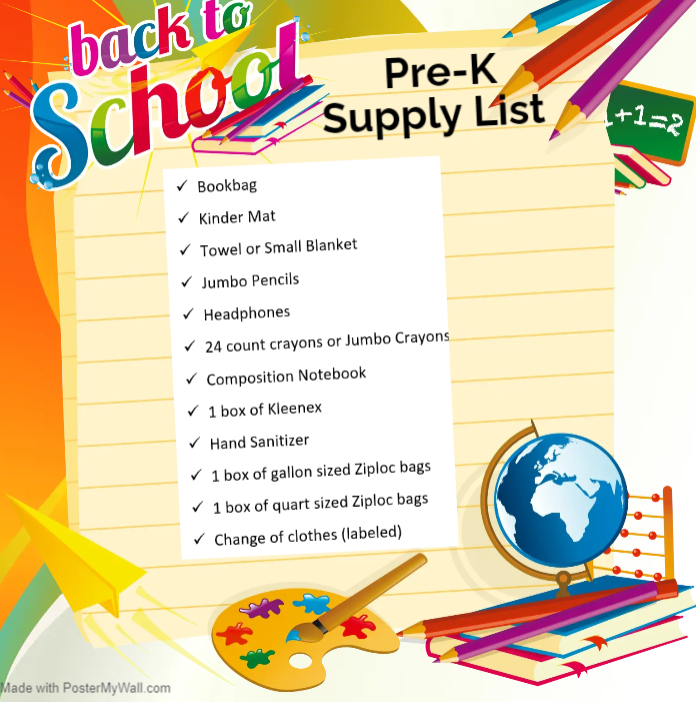 back to
School
Pre-K
Supply List
1+1=2
✓ Bookbag
✓ Kinder Mat
✓ Towel or Small Blanket
✓ Jumbo Pencils
✓ Headphones
✓ 24 count crayons or Jumbo Crayons
✓ Composition Notebook
✓ 1 box of Kleenex
✓ Hand Sanitizer
✓ 1 box of gallon sized Ziploc bags
✓ 1 box of quart sized Ziploc bags
✓ Change of clothes (labeled)
Made with PosterMyWall.com